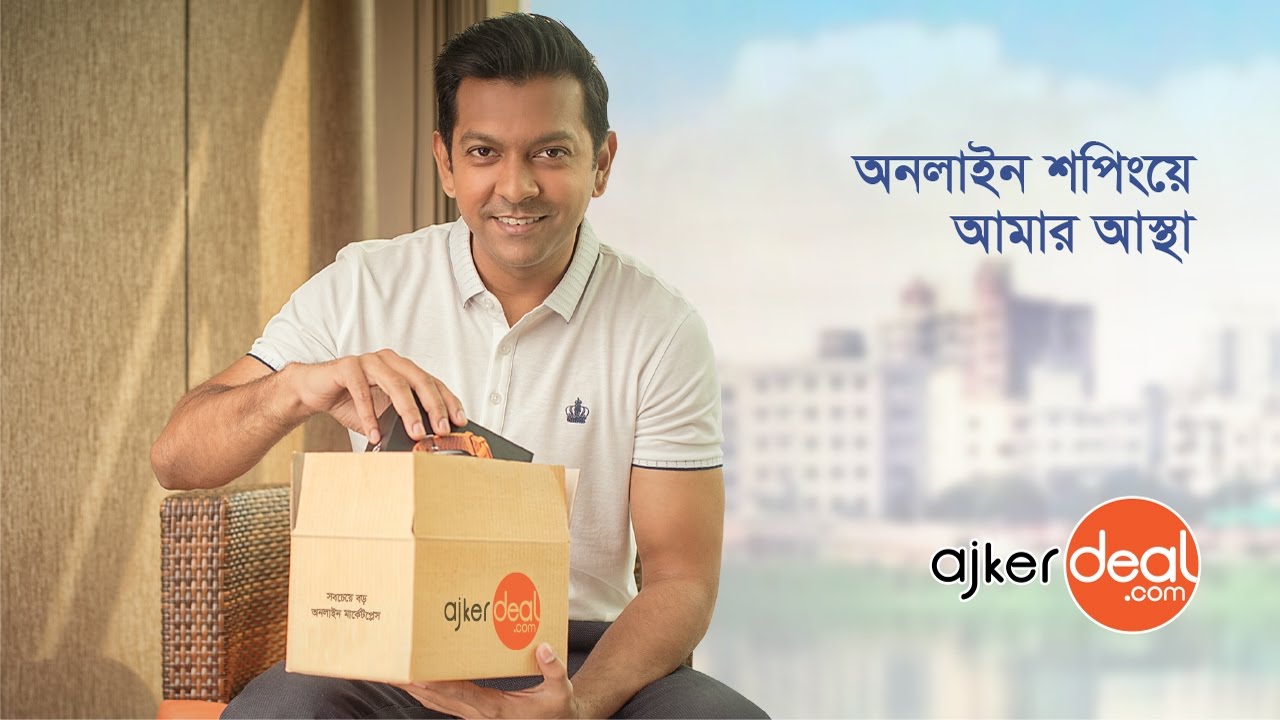 অনলাইন শপিংয়ে
আমার আস্থা
ajkerdeal
.com
সবচেয়ে বড়
অনলাইন মার্কেটপ্লেস
ajkerdeal
.com